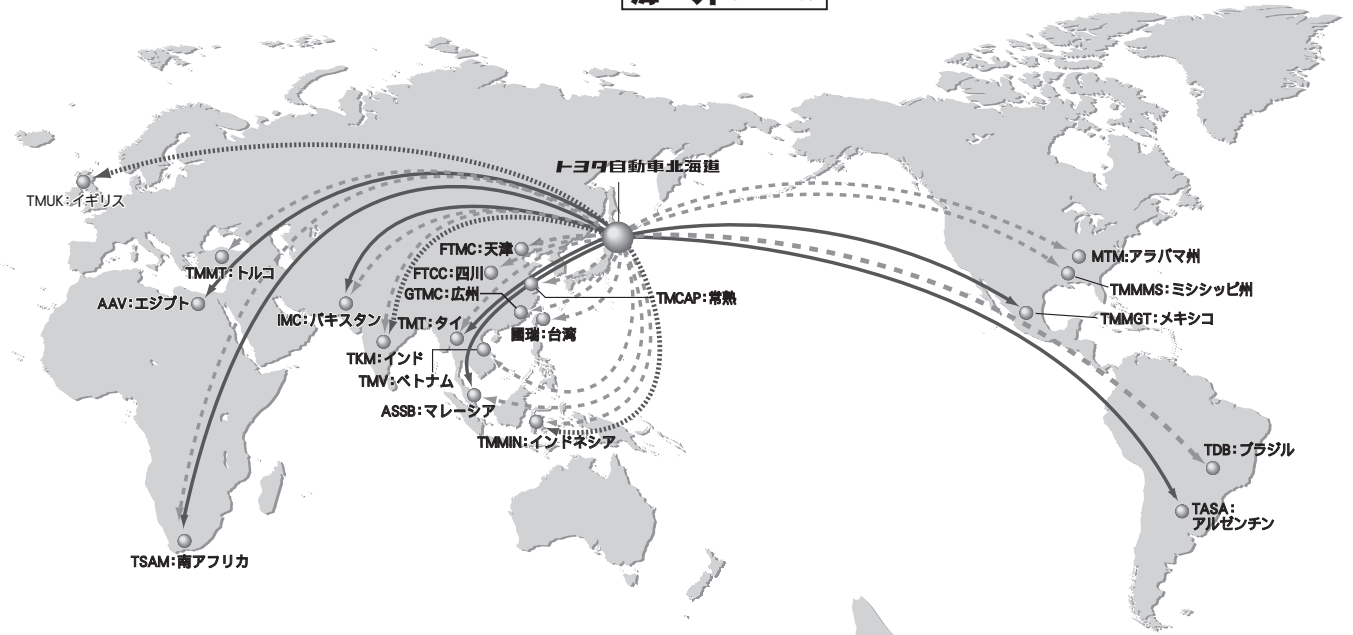 トヨタ自動車北海道
TMUK:イギリス
FTMC:天津
TMMT:トルコ
FTCC:四川
GTMC:広州
AAV:エジプト
TMCAP:常熟
IMC:パキスタン
TMT:タイ
國瑞:台湾
TKM:インド
TMV:ベトナム
ASSB:マレーシア
TMMIN:インドネシア
TSAM:南アフリカ
MTM:アラバマ州
TMMMS:ミシシッピ州
TMMGT:メキシコ
TDB:ブラジル
TASA:
アルゼンチン